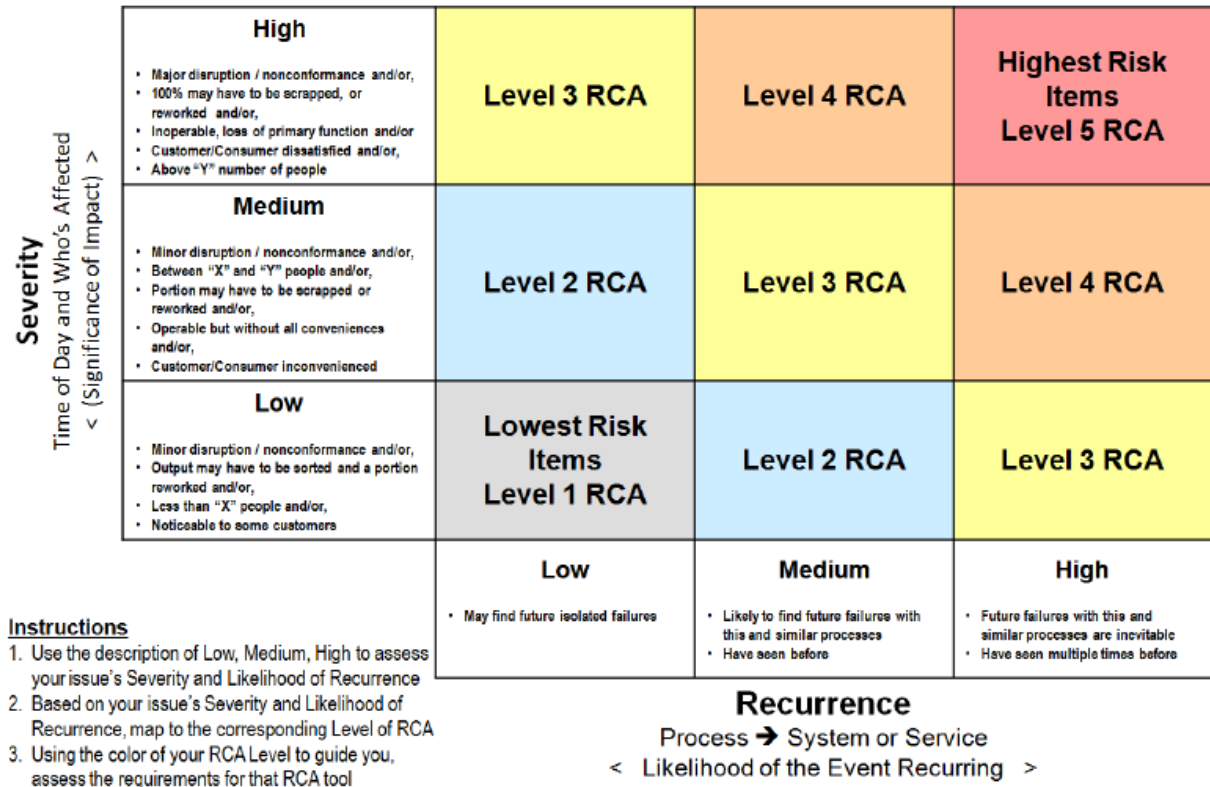 Severity
Time of Day and Who's Affected
< (Significance of Impact) >
High
• Major disruption / nonconformance and/or,
• 100% may have to be scrapped, or
reworked and/or,
• Inoperable, loss of primary function and/or
• Customer/Consumer dissatisfied and/or,
• Above "Y" number of people
Level 3 RCA
Level 4 RCA
Highest Risk
Items
Level 5 RCA
Medium
• Minor disruption / nonconformance and/or,
• Between "X" and "Y" people and/or,
• Portion may have to be scrapped or
reworked and/or,
• Operable but without all conveniences
and/or,
• Customer/Consumer inconvenienced
Level 2 RCA
Level 3 RCA
Level 4 RCA
Low
• Minor disruption / nonconformance and/or,
• Output may have to be sorted and a portion
reworked and/or,
• Less than "X" people and/or,
• Noticeable to some customers
Lowest Risk
Items
Level 1 RCA
Level 2 RCA
Level 3 RCA
Low
• May find future isolated failures
Medium
• Likely to find future failures with
this and similar processes
• Have seen before
High
• Future failures with this and
similar processes are inevitable
• Have seen multiple times before
Instructions
1. Use the description of Low, Medium, High to assess
your issue's Severity and Likelihood of Recurrence
2. Based on your issue's Severity and Likelihood of
Recurrence, map to the corresponding Level of RCA
3. Using the color of your RCA Level to guide you,
assess the requirements for that RCA tool
Recurrence
Process ➔ System or Service
< Likelihood of the Event Recurring >